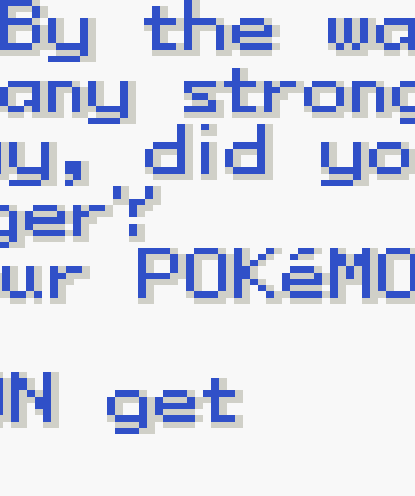 By the wa
any strong
y, did yo
ger?
ur POKéMO
N get